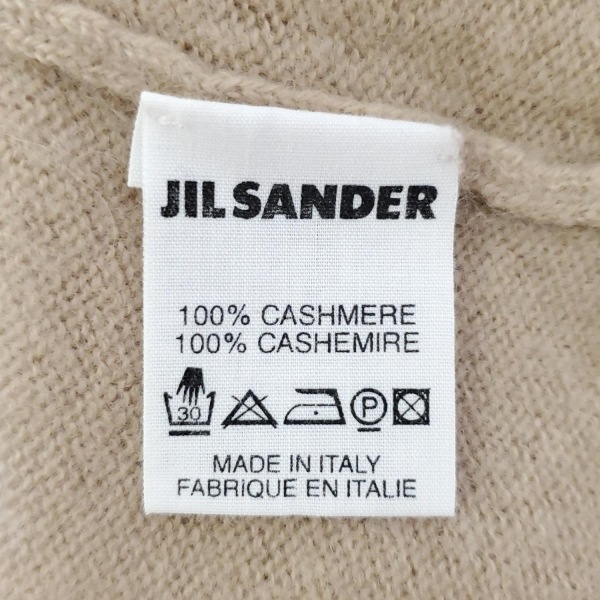 JIL SANDER
100% CASHMERE
100% CASHEMIRE
30 P
MADE IN ITALY
FABRIQUE EN ITALIE